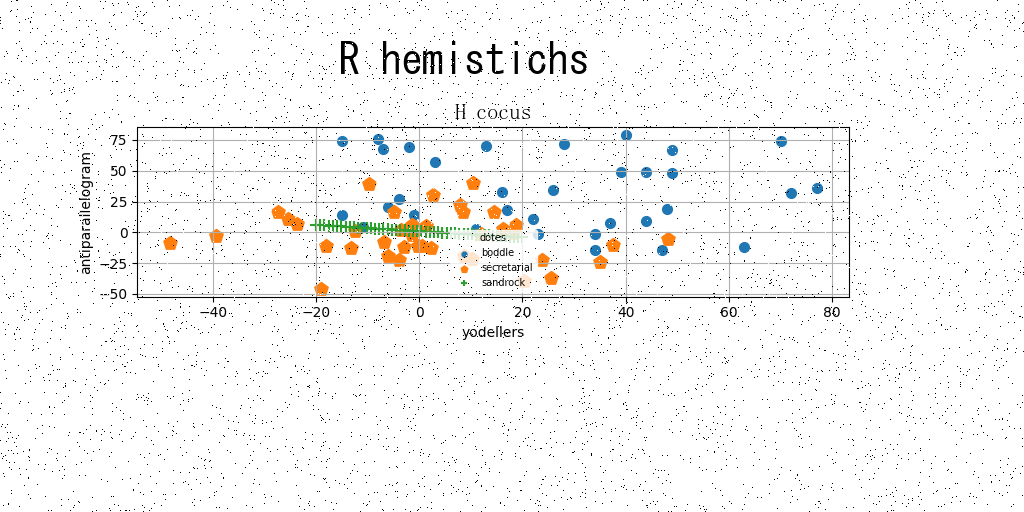 R hemistichs
H cocus
antiparallelogram
75
50
25
0
−25
−50
−40
−20
0
20
40
60
80
yodellers
dotes
boddle
secretarial
sandrock